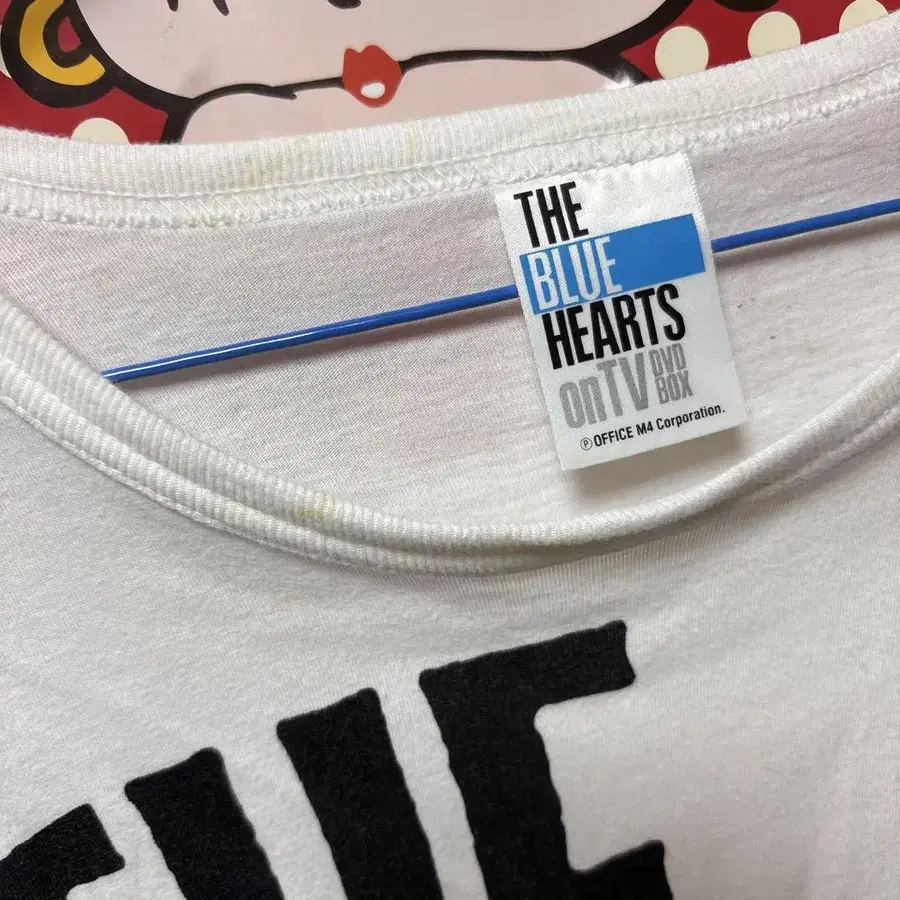 THE
BLUE
HEARTS
onTV DVD BOX
Ⓟ OFFICE M4 Corporation.